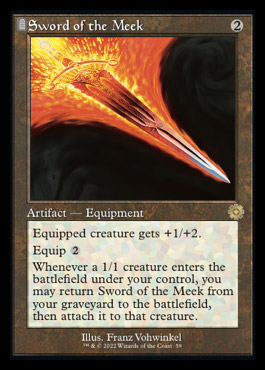 Sword of the Meek 2
Artifact — Equipment
Equipped creature gets +1/+2.
Equip 2
Whenever a 1/1 creature enters the
battlefield under your control, you
may return Sword of the Meek from
your graveyard to the battlefield,
then attach it to that creature.
Illus. Franz Vohwinkel
™ & © 2022 Wizards of the Coast 59